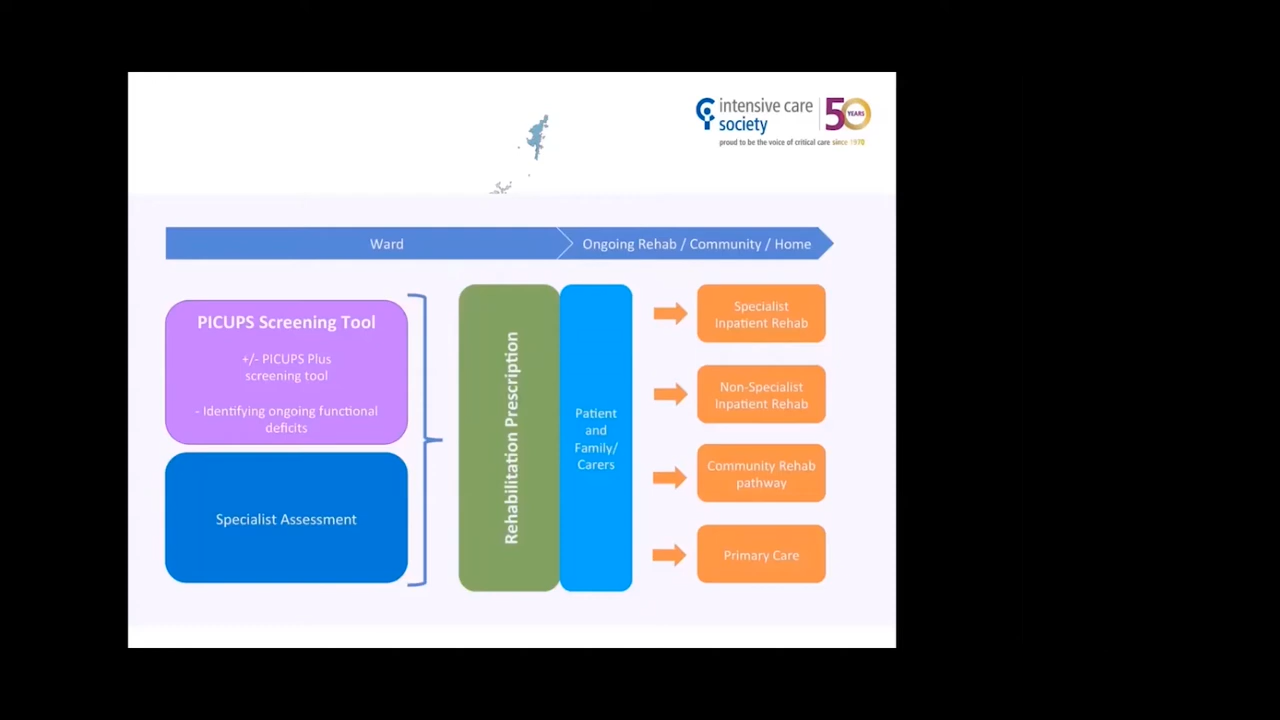 intensive care
society
50
YEARS
proud to be the voice of critical care since 1970
Ward
Ongoing Rehab / Community / Home
PICUPS Screening Tool
+/- PICUPS Plus
screening tool
- Identifying ongoing functional
deficits
Specialist Assessment
Rehabilitation Prescription
Patient
and
Family/
Carers
Specialist
Inpatient Rehab
Non-Specialist
Inpatient Rehab
Community Rehab
pathway
Primary Care